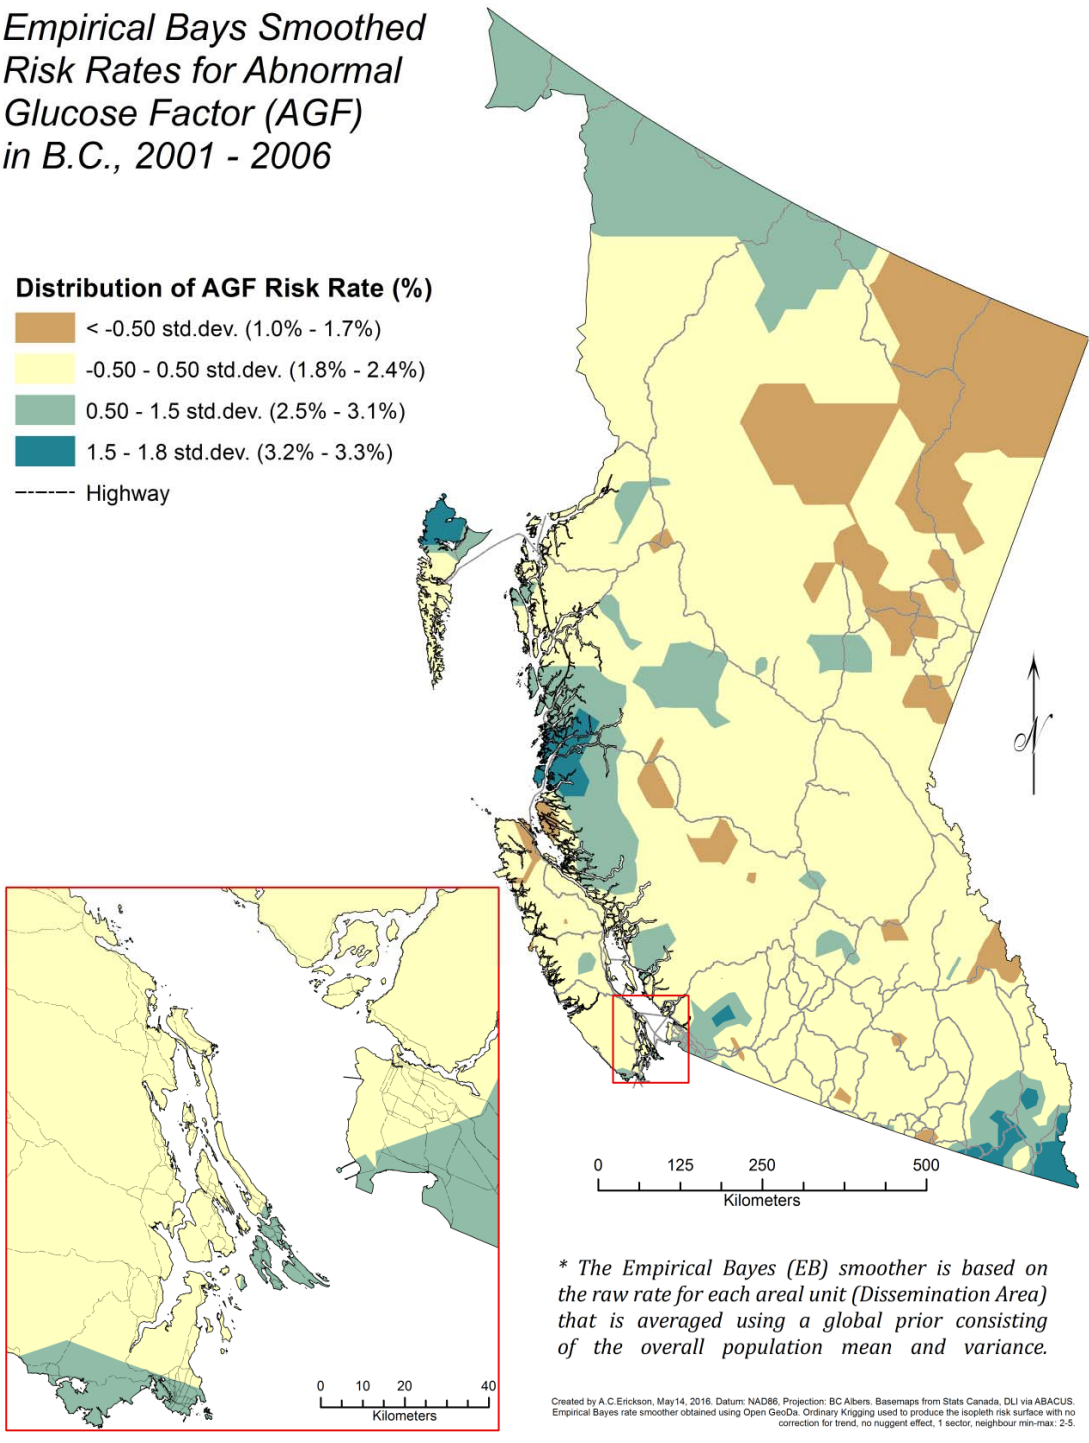 Empirical Bays Smoothed
Risk Rates for Abnormal
Glucose Factor (AGF)
in B.C., 2001 - 2006
Distribution of AGF Risk Rate (%)
< -0.50 std.dev. (1.0% - 1.7%)
-0.50 - 0.50 std.dev. (1.8% - 2.4%)
0.50 - 1.5 std.dev. (2.5% - 3.1%)
1.5 - 1.8 std.dev. (3.2% - 3.3%)
Highway
N
0 125 250 500
Kilometers
* The Empirical Bayes (EB) smoother is based on
the raw rate for each areal unit (Dissemination Area)
that is averaged using a global prior consisting
of the overall population mean and variance.
0 10 20 40
Kilometers
Created by A.C.Erickson, May14, 2016. Datum: NAD86, Projection: BC Albers. Basemaps from Stats Canada, DLI via ABACUS.
Empirical Bayes rate smoother obtained using Open GeoDa. Ordinary Krigging used to produce the isopleth risk surface with no
correction for trend, no nuggent effect, 1 sector, neighbour min-max: 2-5.